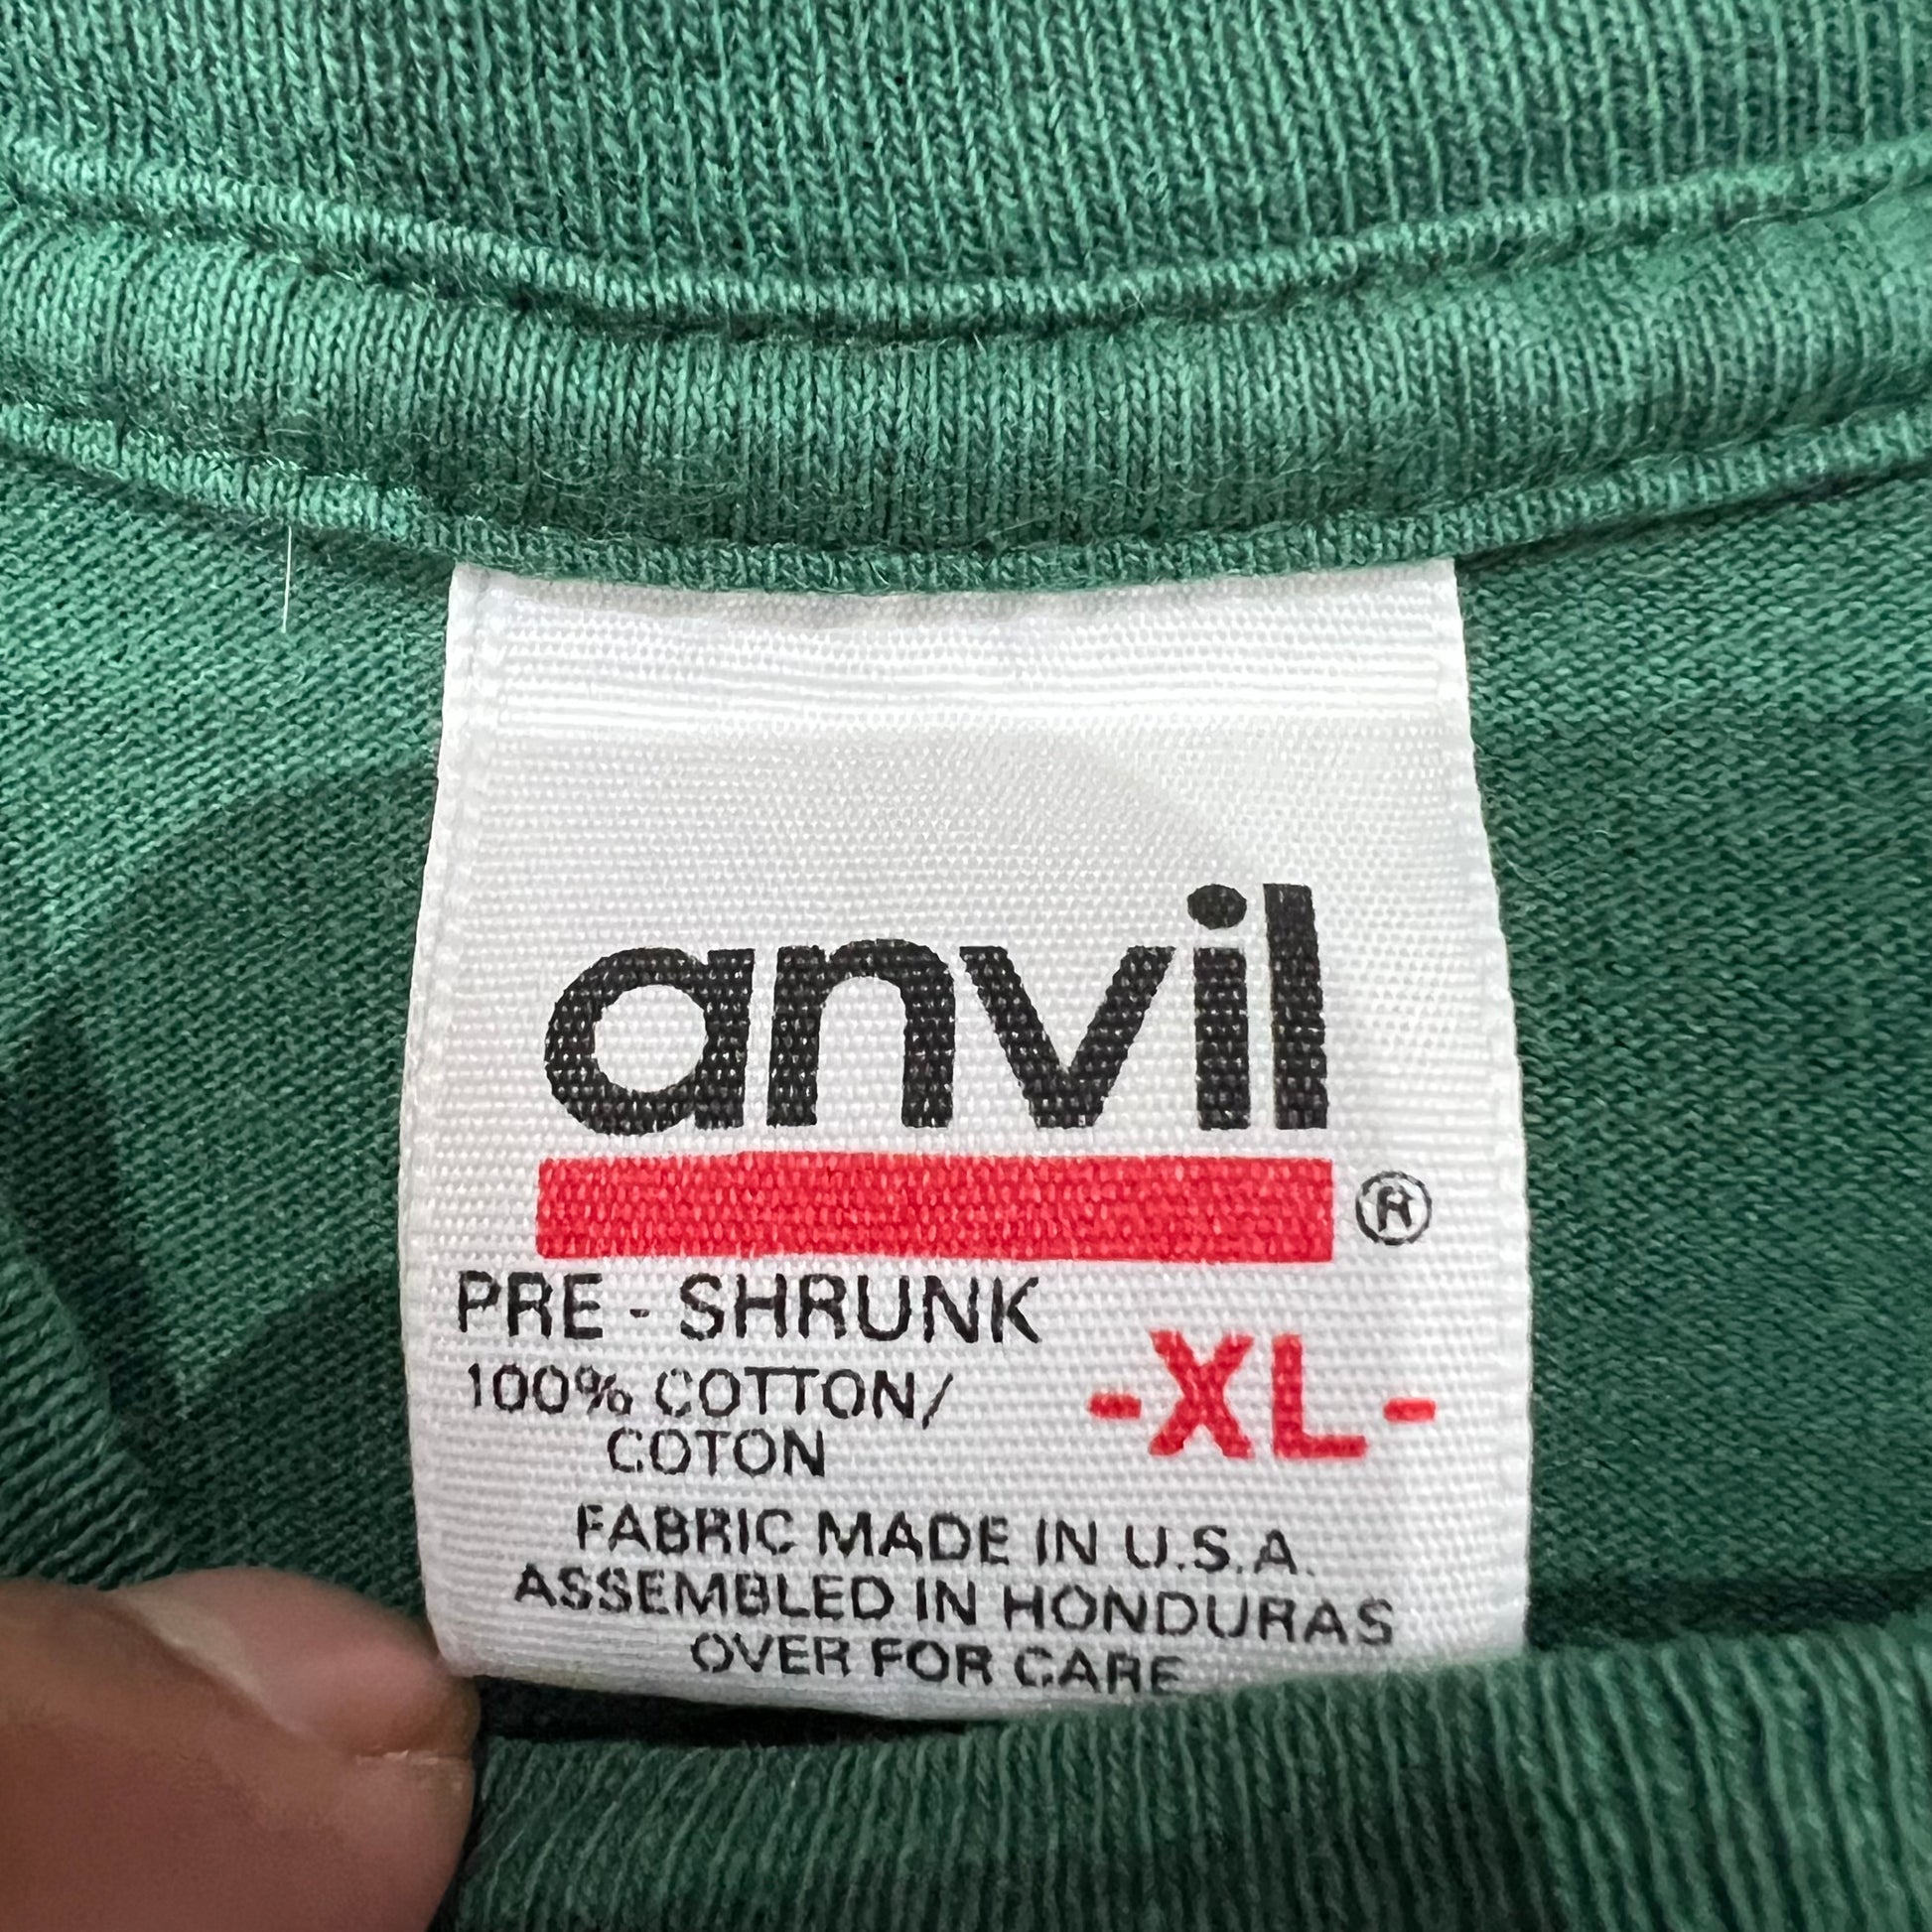 anvil
®
PRE - SHRUNK
100% COTTON/
COTON
-XL-
FABRIC MADE IN U.S.A.
ASSEMBLED IN HONDURAS
OVER FOR CARE